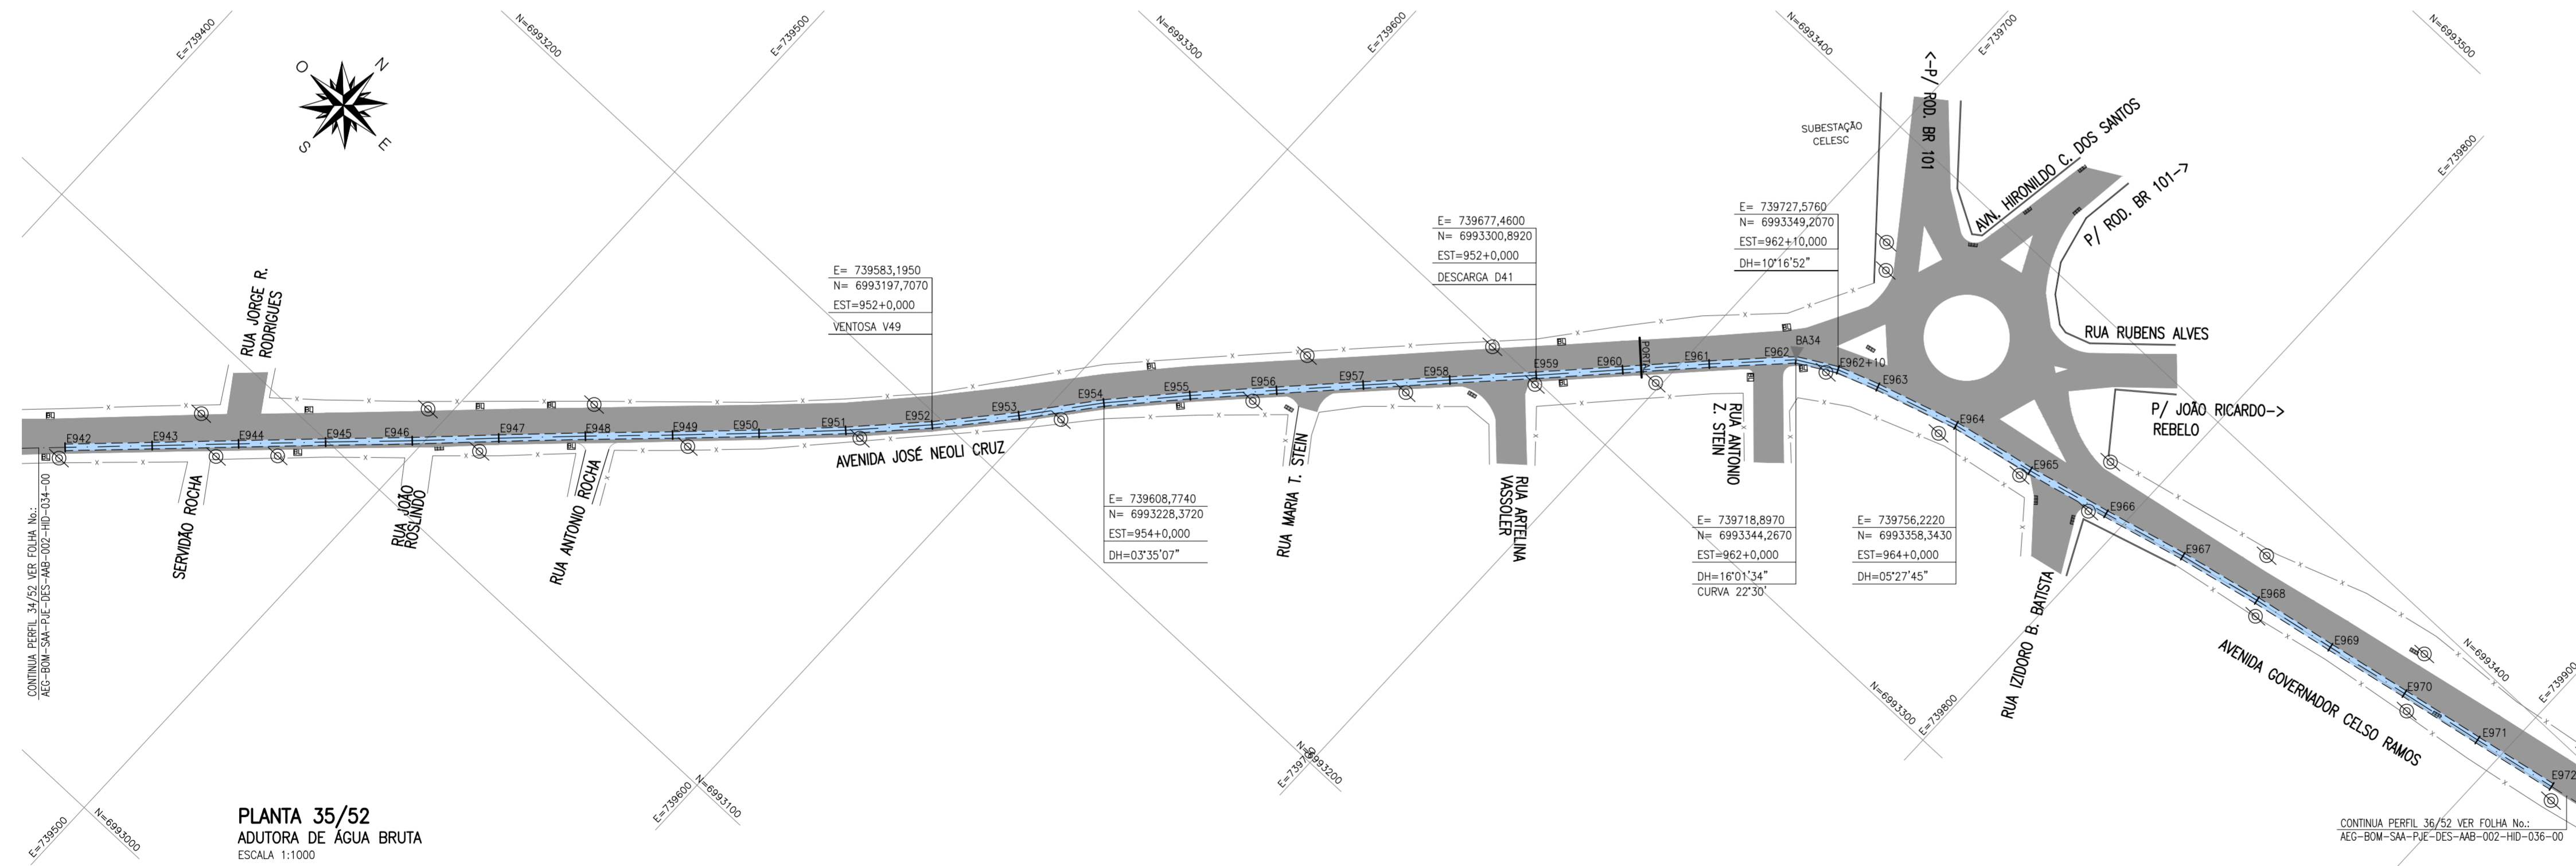 E=739400
N=6993200
E=739500
N=6993300
E=739600
N=6993400
E=739700
N=6993500
E=739800
O
N
S
E
SUBESTAÇÃO
CELESC
<-P/ ROD. BR 101
AVN. HIRONILDO C. DOS SANTOS
P/ ROD. BR 101->
RUA RUBENS ALVES
P/ JOÃO RICARDO->
REBELO
RUA JORGE R.
RODRIGUES
E= 739583,1950
N= 6993197,7070
EST=952+0,000
VENTOSA V49
E= 739677,4600
N= 6993300,8920
EST=952+0,000
DESCARGA D41
E= 739727,5760
N= 6993349,2070
EST=962+10,000
DH=10°16'52"
BA34
PORTAL
E942
E943
E944
E945
E946
E947
E948
E949
E950
E951
E952
E953
E954
E955
E956
E957
E958
E959
E960
E961
E962
E962+10
E963
E964
E965
E966
E967
E968
E969
E970
E971
E972
AVENIDA JOSÉ NEOLI CRUZ
SERVIDÃO ROCHA
RUA JOÃO
ROSLINDO
RUA ANTONIO ROCHA
RUA MARIA T. STEIN
RUA ARTELINA
VASSOLER
RUA ANTONIO
Z. STEIN
RUA IZIDORO B. BATISTA
AVENIDA GOVERNADOR CELSO RAMOS
E= 739608,7740
N= 6993228,3720
EST=954+0,000
DH=03°35'07"
E= 739718,8970
N= 6993344,2670
EST=962+0,000
DH=16°01'34"
CURVA 22°30'
E= 739756,2220
N= 6993358,3430
EST=964+0,000
DH=05°27'45"
CONTINUA PERFIL 34/52 VER FOLHA No.:
AEG-BOM-SAA-PJE-DES-AAB-002-HID-034-00
E=739500
N=6993000
E=739600
N=6993100
N=6993200
N=6993300
E=739800
N=6993400
E=739900
PLANTA 35/52
ADUTORA DE ÁGUA BRUTA
ESCALA 1:1000
CONTINUA PERFIL 36/52 VER FOLHA No.:
AEG-BOM-SAA-PJE-DES-AAB-002-HID-036-00